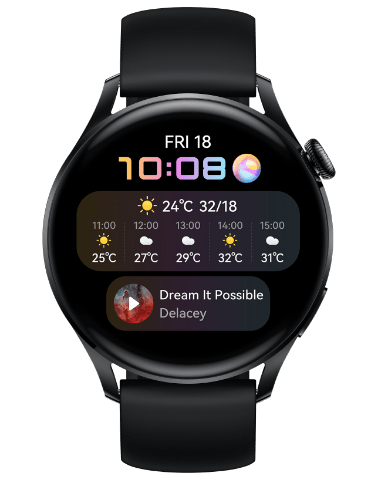 FRI 18
10:08
24℃ 32/18
11:00 12:00 13:00 14:00 15:00
25℃ 27℃ 29℃ 32℃ 31℃
Dream It Possible
Delacey